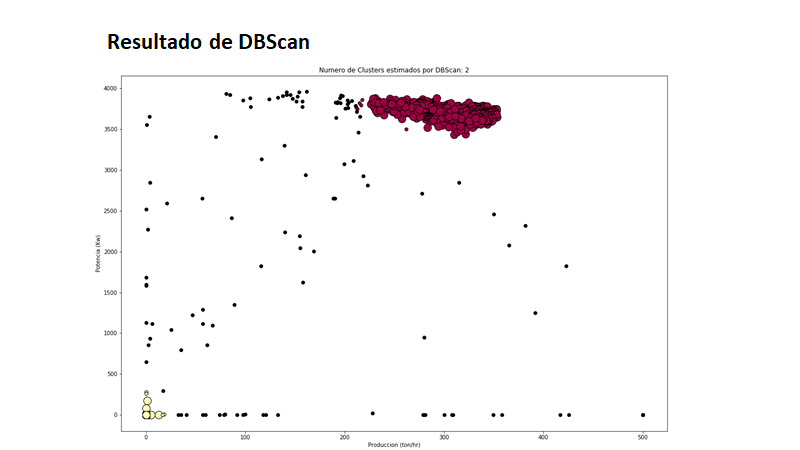 Resultado de DBScan
Numero de Clusters estimados por DBScan: 2
4000
3500
3000
2500
2000
1500
1000
500
0
Potencia (Kw)
0 100 200 300 400 500
Produccion (ton/hr)